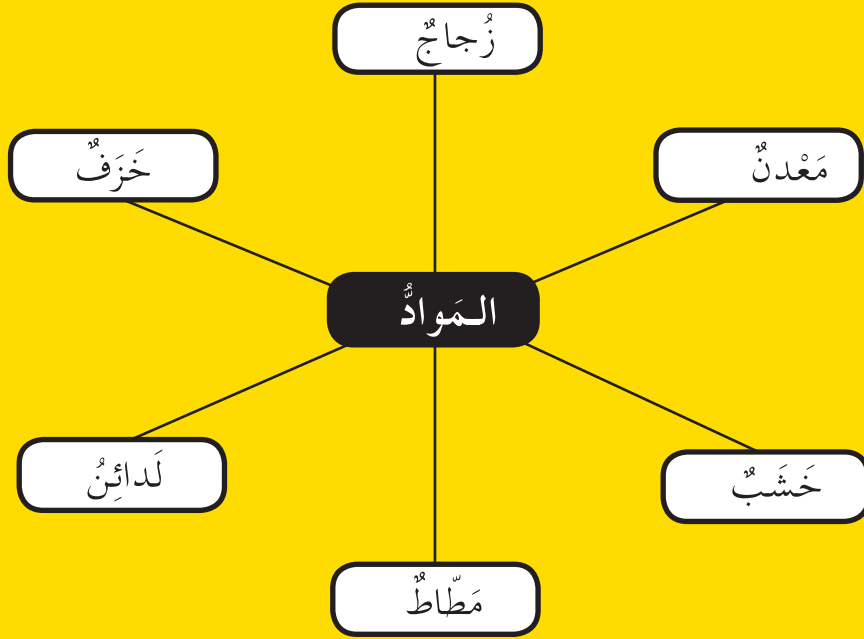 زُجاجٌ
مَعْدنٌ
خَزَفٌ
الـمَوادُّ
لَدائِنُ
خَشَبٌ
مَطّاطٌ